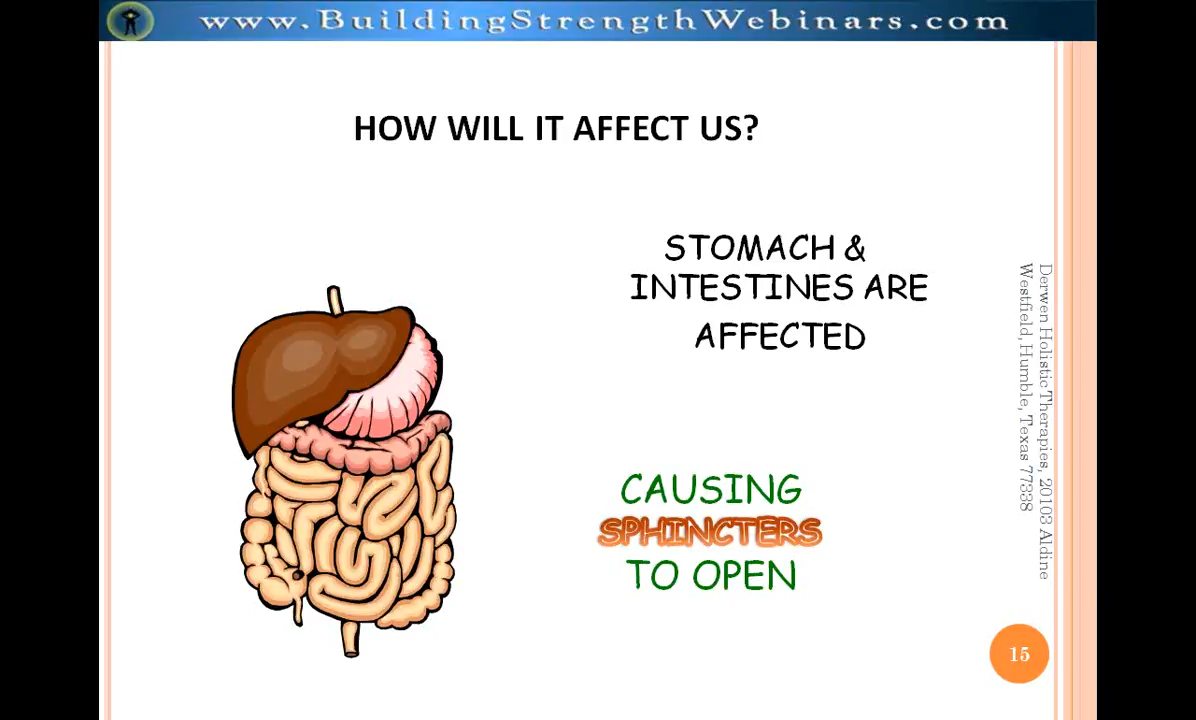 www.BuildingStrengthWebinars.com
HOW WILL IT AFFECT US?
STOMACH &
INTESTINES ARE
AFFECTED
CAUSING
SPHINCTERS
TO OPEN
Derwen Holistic Therapies, 20103 Aldine
Westfield, Humble, Texas 77338
15